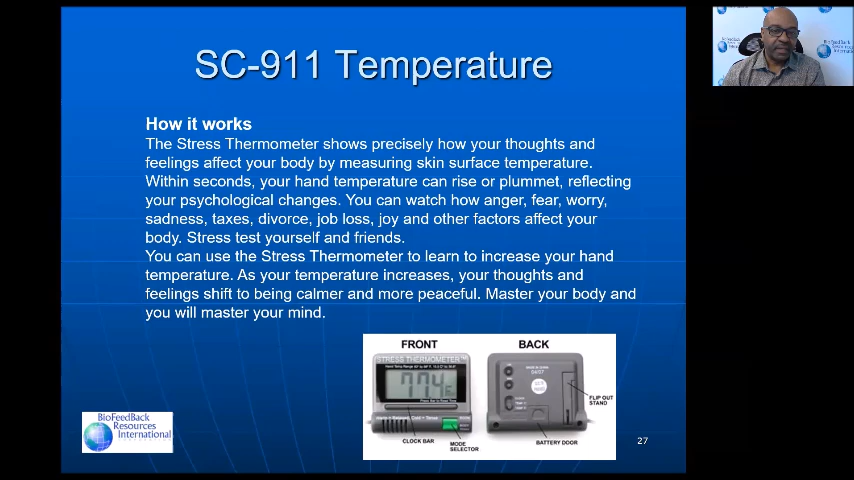 SC-911 Temperature
How it works
The Stress Thermometer shows precisely how your thoughts and
feelings affect your body by measuring skin surface temperature.
Within seconds, your hand temperature can rise or plummet, reflecting
your psychological changes. You can watch how anger, fear, worry,
sadness, taxes, divorce, job loss, joy and other factors affect your
body. Stress test yourself and friends.
You can use the Stress Thermometer to learn to increase your hand
temperature. As your temperature increases, your thoughts and
feelings shift to being calmer and more peaceful. Master your body and
you will master your mind.
FRONT
BACK
STRESS THERMOMETER
77.4F
CLOCK BAR
MODE
SELECTOR
FLIP OUT
STAND
BATTERY DOOR
BioFeedBack
Resources
International
27